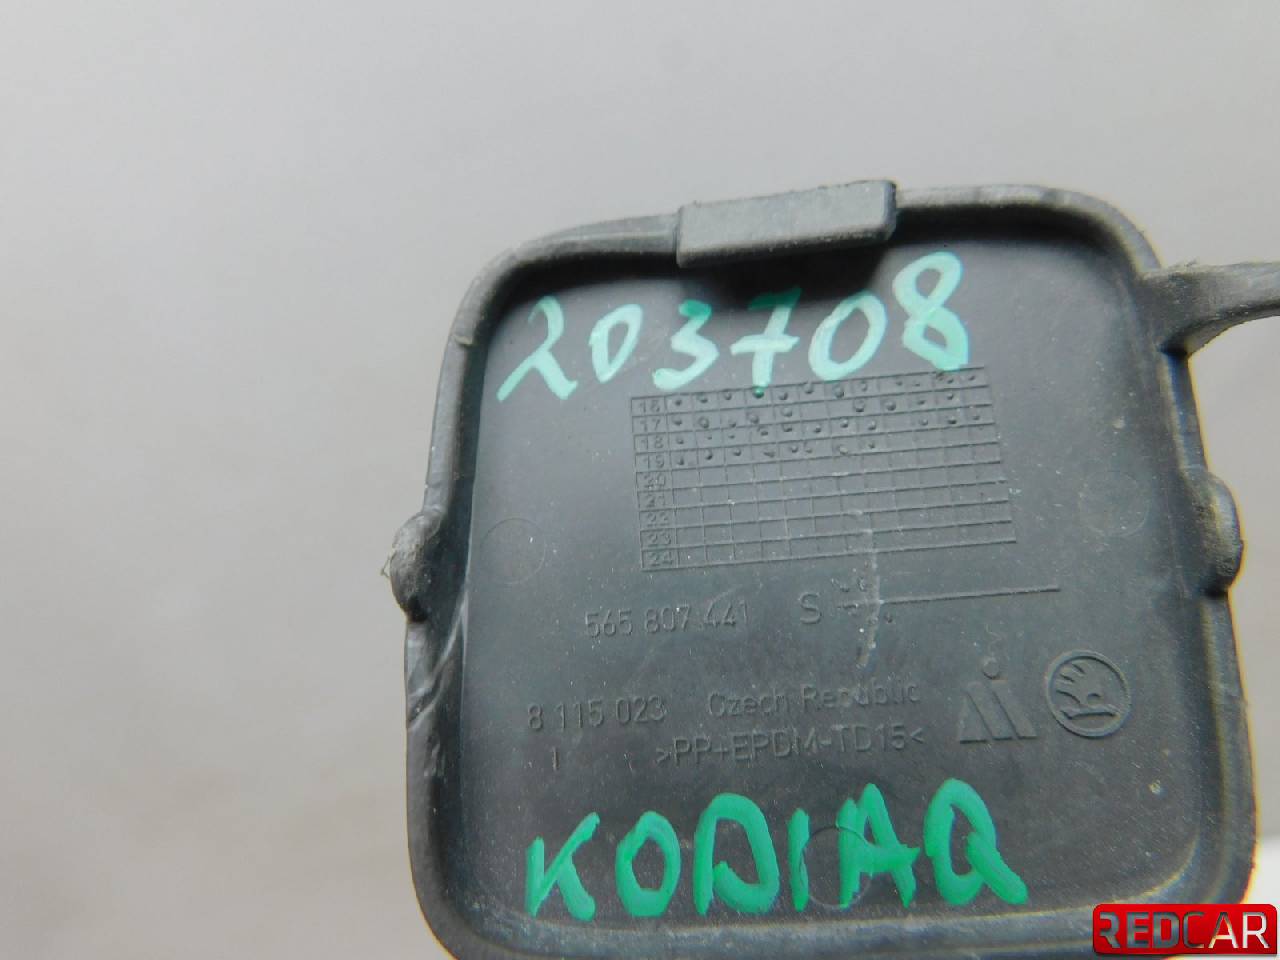 203708
16
17
18
19
20
21
22
23
24
565 807 441 S
8 115 023 Czech Republic
1 >PP+EPDM-TD15<
KODIAQ
REDCAR